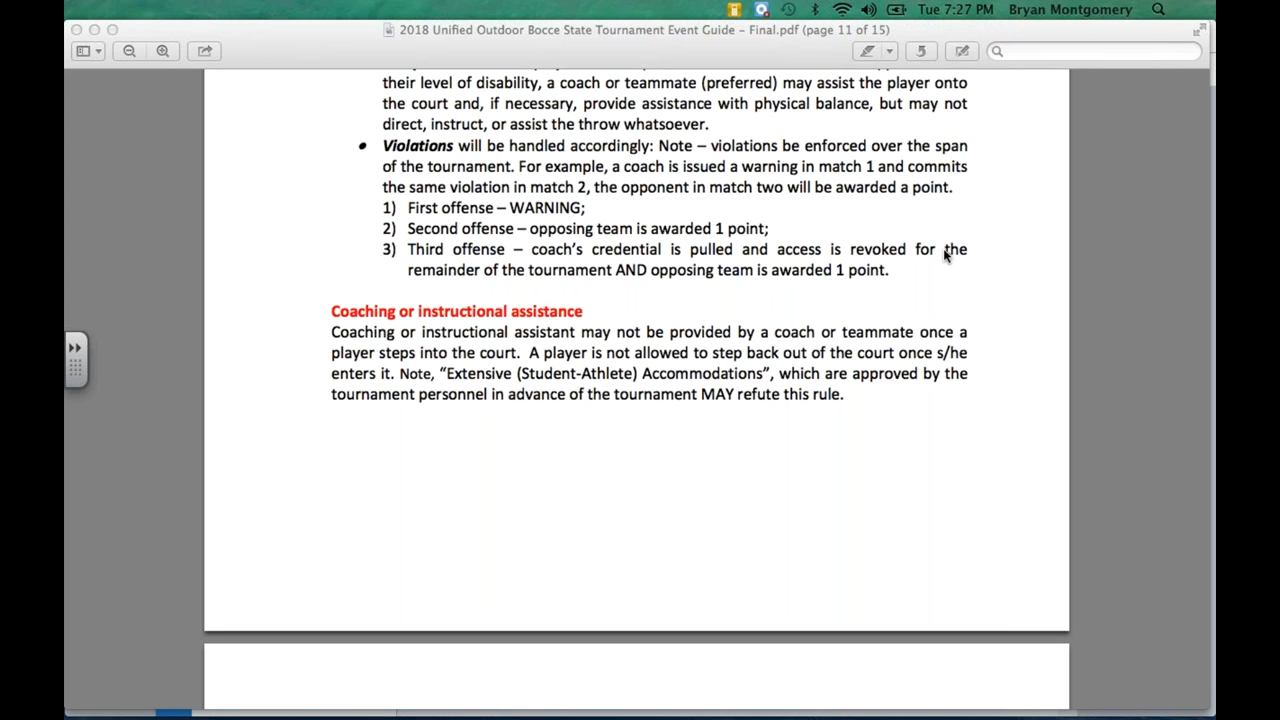 Tue 7:27 PM Bryan Montgomery
2018 Unified Outdoor Bocce State Tournament Event Guide – Final.pdf (page 11 of 15)
their level of disability, a coach or teammate (preferred) may assist the player onto
the court and, if necessary, provide assistance with physical balance, but may not
direct, instruct, or assist the throw whatsoever.
• Violations will be handled accordingly: Note – violations be enforced over the span
of the tournament. For example, a coach is issued a warning in match 1 and commits
the same violation in match 2, the opponent in match two will be awarded a point.
1) First offense – WARNING;
2) Second offense – opposing team is awarded 1 point;
3) Third offense – coach's credential is pulled and access is revoked for the
remainder of the tournament AND opposing team is awarded 1 point.
Coaching or instructional assistance
Coaching or instructional assistant may not be provided by a coach or teammate once a
player steps into the court. A player is not allowed to step back out of the court once s/he
enters it. Note, “Extensive (Student-Athlete) Accommodations”, which are approved by the
tournament personnel in advance of the tournament MAY refute this rule.